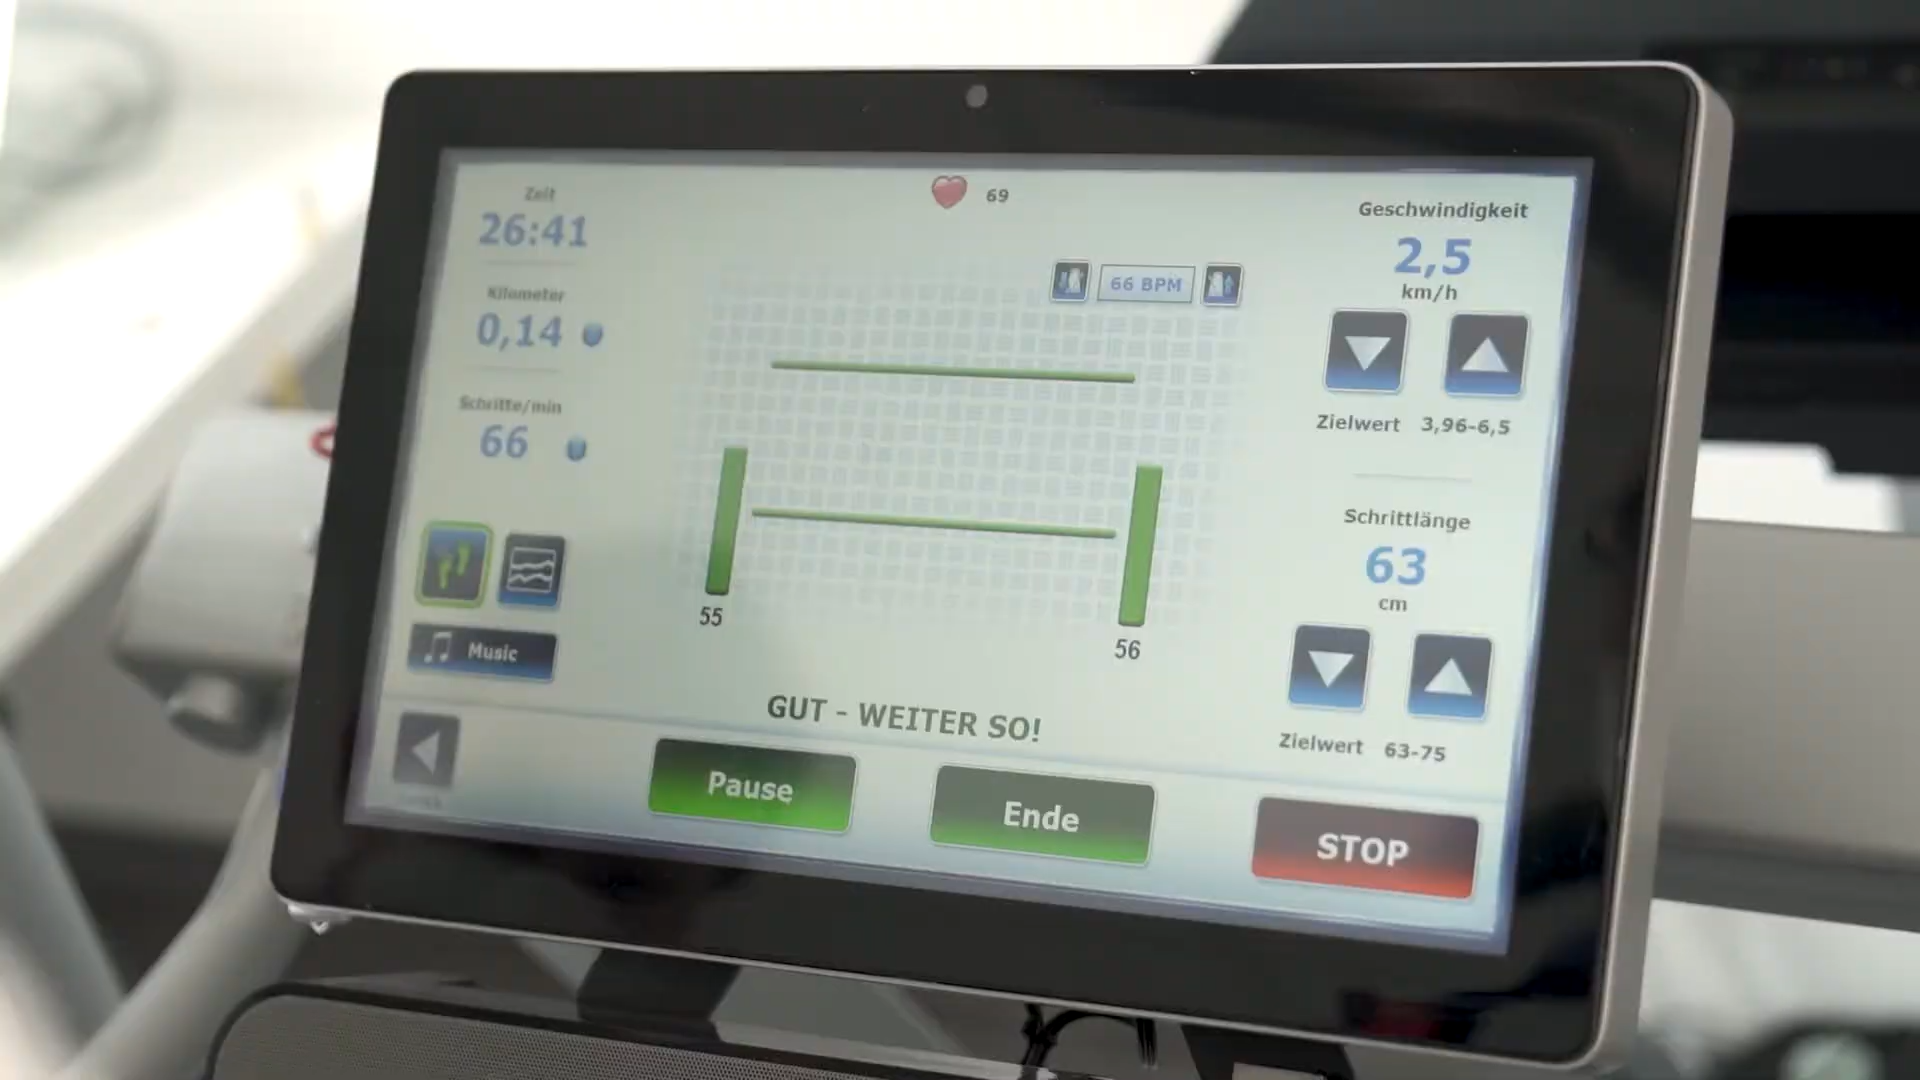 Zeit
26:41
Kilometer
0,14
Schritte/min
66
Music
69
66 BPM
55
56
GUT - WEITER SO!
Geschwindigkeit
2,5
km/h
Zielwert 3,96-6,5
Schrittlänge
63
cm
Zielwert 63-75
Pause
Ende
STOP